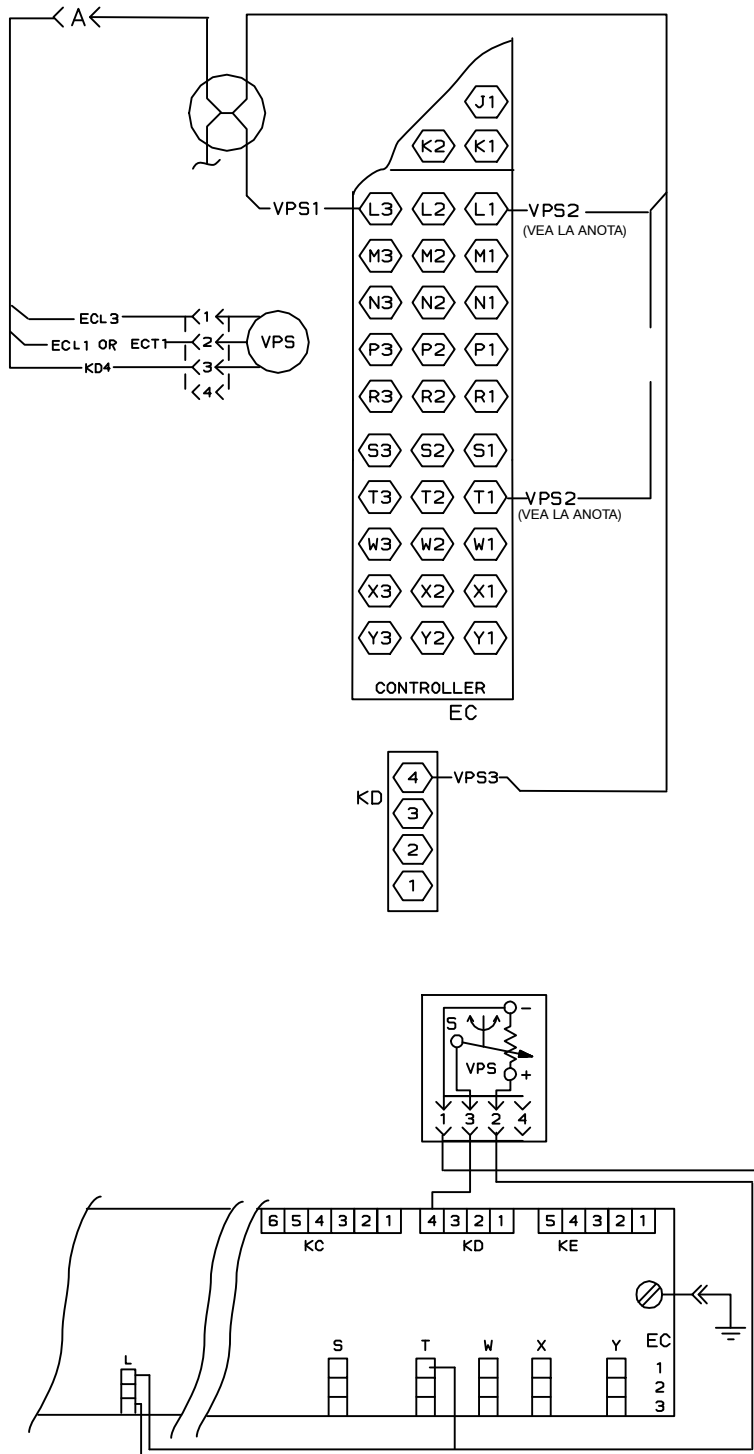 A
J1
K2 K1
VPS1 L3 L2 L1 VPS2
(VEA LA ANOTA)
M3 M2 M1
N3 N2 N1
ECL3 1
ECL1 OR ECT1 2 VPS
KD4 3
4
P3 P2 P1
R3 R2 R1
S3 S2 S1
T3 T2 T1 VPS2
(VEA LA ANOTA)
W3 W2 W1
X3 X2 X1
Y3 Y2 Y1
CONTROLLER
EC
KD 4 VPS3
3
2
1
S -
VPS
+
1 3 2 4
6 5 4 3 2 1 4 3 2 1 5 4 3 2 1
KC KD KE
L S T W X Y EC
1
2
3